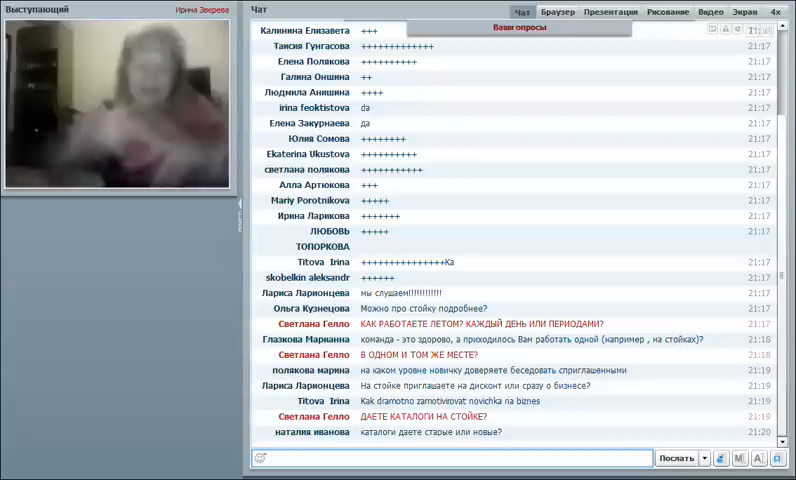 Выступающий
Ирина Зверева
Чат
Чат Браузер Презентация Рисование Видео Экран 4x
Ваши опросы
Калинина Елизавета +++
Таисия Гунгасова +++++++++++++ 21:17
Елена Полякова ++++++++++ 21:17
Галина Оншина ++ 21:17
Людмила Анишина ++++ 21:17
irina feoktistova da 21:17
Елена Закурнаева да 21:17
Юлия Сомова ++++++++ 21:17
Ekaterina Ukustova ++++++++++ 21:17
светлана полякова +++++++++++ 21:17
Алла Артюкова +++ 21:17
Mariy Porotnikova +++++ 21:17
Ирина Ларикова +++++++ 21:17
ЛЮБОВЬ +++++ 21:17
ТОПОРКОВА
Titova Irina +++++++++++++++Ka 21:17
skobelkin aleksandr ++++++ 21:17
Лариса Ларионцева мы слушаем!!!!!!!!!!!! 21:17
Ольга Кузнецова Можно про стойку подробнее? 21:17
Светлана Гелло КАК РАБОТАЕТЕ ЛЕТОМ? КАЖДЫЙ ДЕНЬ ИЛИ ПЕРИОДАМИ? 21:17
Глазкова Марианна команда - это здорово, а приходилось Вам работать одной (например , на стойках)? 21:18
Светлана Гелло В ОДНОМ И ТОМ ЖЕ МЕСТЕ? 21:18
полякова марина на каком уровне новичку доверяете беседовать сприглашенными 21:19
Лариса Ларионцева На стойке приглашаете на дисконт или сразу о бизнесе? 21:19
Titova Irina Kak dramotno zamotivirovat novichka na biznes 21:19
Светлана Гелло ДАЕТЕ КАТАЛОГИ НА СТОЙКЕ? 21:19
наталия иванова каталоги даете старые или новые? 21:20
Послать